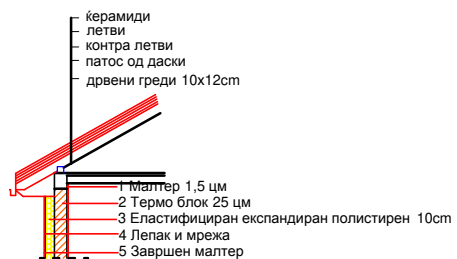 ќерамиди
летви
контра летви
патос од даски
дрвени греди 10x12cm
1 Малтер 1,5 цм
2 Термо блок 25 цм
3 Еластифициран експандиран полистирен 10cm
4 Лепак и мрежа
5 Завршен малтер